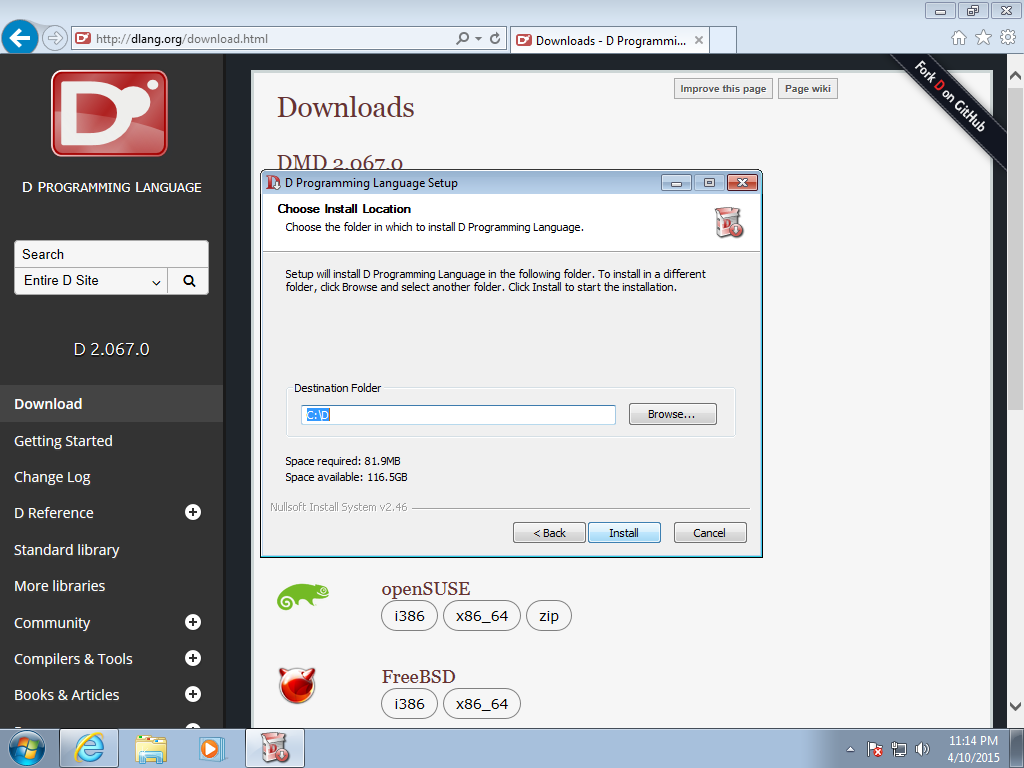 http://dlang.org/download.html
Downloads - D Programmi...
D PROGRAMMING LANGUAGE
Search
Entire D Site
D 2.067.0
Download
Getting Started
Change Log
D Reference
Standard library
More libraries
Community
Compilers & Tools
Books & Articles
Downloads
Improve this page
Page wiki
Fork D on GitHub
DMD 2.067.0
D Programming Language Setup
Choose Install Location
Choose the folder in which to install D Programming Language.
Setup will install D Programming Language in the following folder. To install in a different
folder, click Browse and select another folder. Click Install to start the installation.
Destination Folder
C:\D
Browse...
Space required: 81.9MB
Space available: 116.5GB
Nullsoft Install System v2.46
< Back
Install
Cancel
openSUSE
i386
x86_64
zip
FreeBSD
i386
x86_64
11:14 PM
4/10/2015